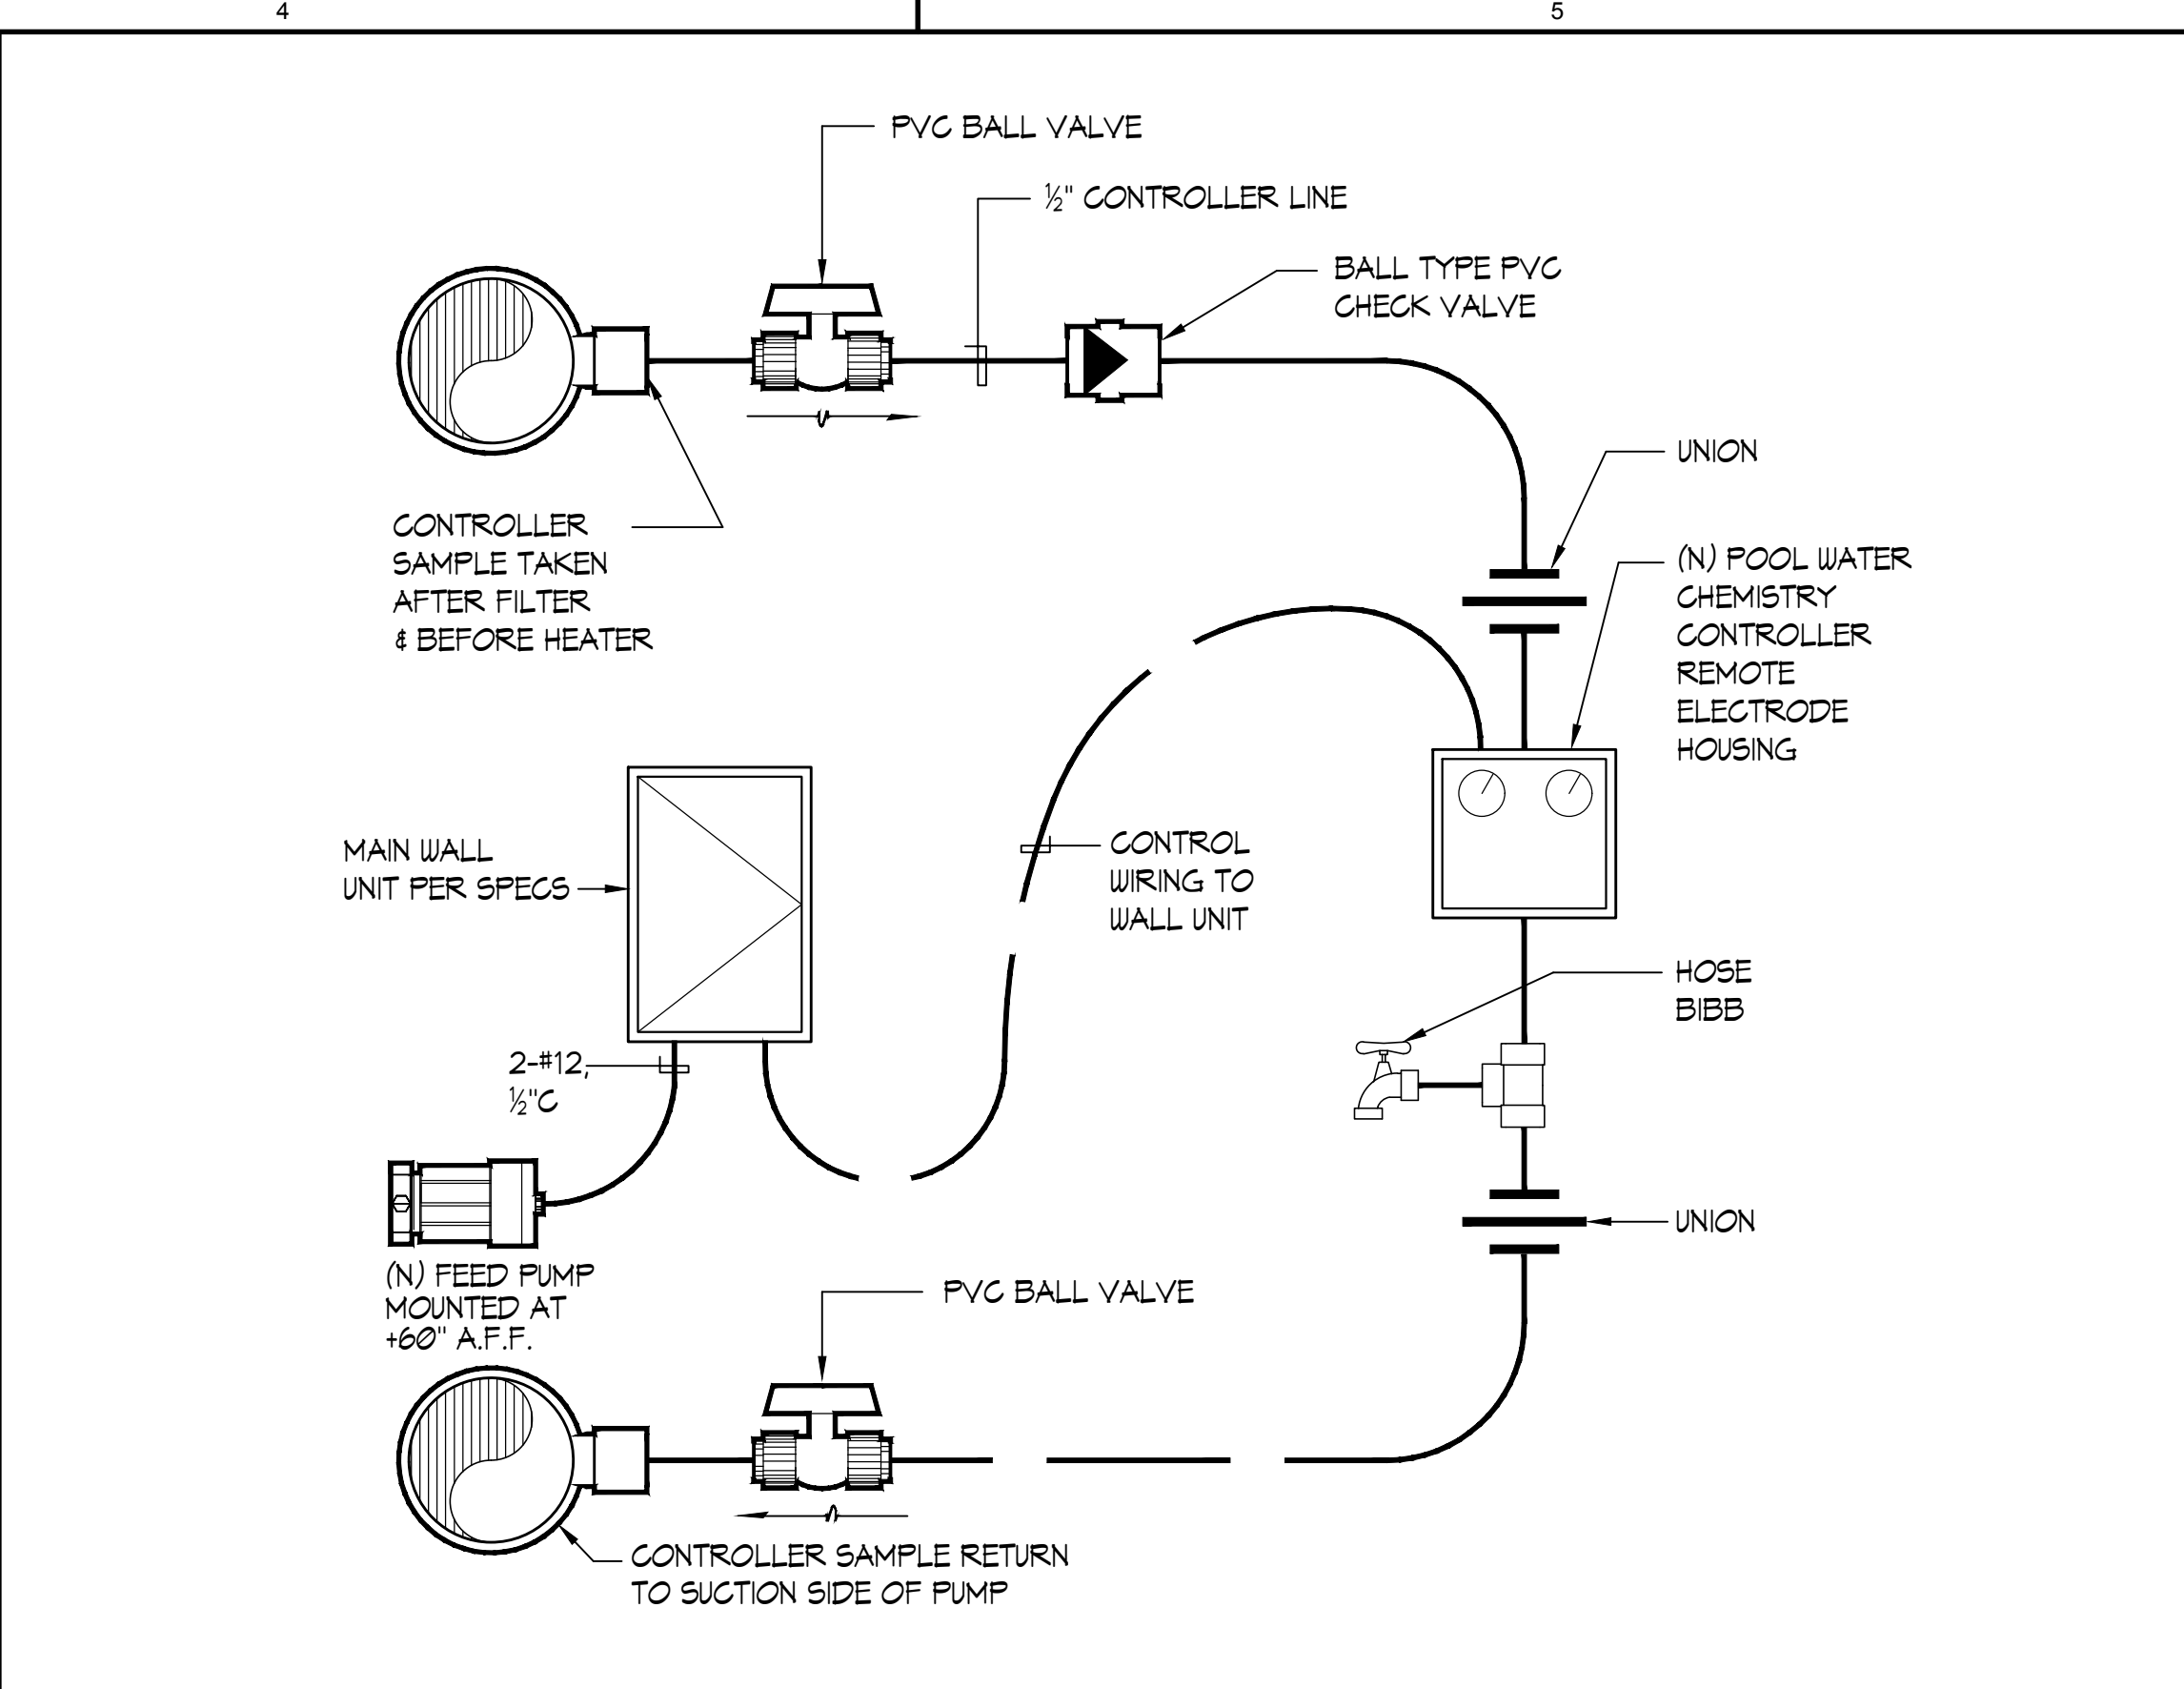 4
5
PVC BALL VALVE
½" CONTROLLER LINE
BALL TYPE PVC
CHECK VALVE
UNION
CONTROLLER
SAMPLE TAKEN
AFTER FILTER
& BEFORE HEATER
(N) POOL WATER
CHEMISTRY
CONTROLLER
REMOTE
ELECTRODE
HOUSING
MAIN WALL
UNIT PER SPECS
CONTROL
WIRING TO
WALL UNIT
HOSE
BIBB
2-#12,
½"C
UNION
(N) FEED PUMP
MOUNTED AT
+60" A.F.F.
PVC BALL VALVE
CONTROLLER SAMPLE RETURN
TO SUCTION SIDE OF PUMP